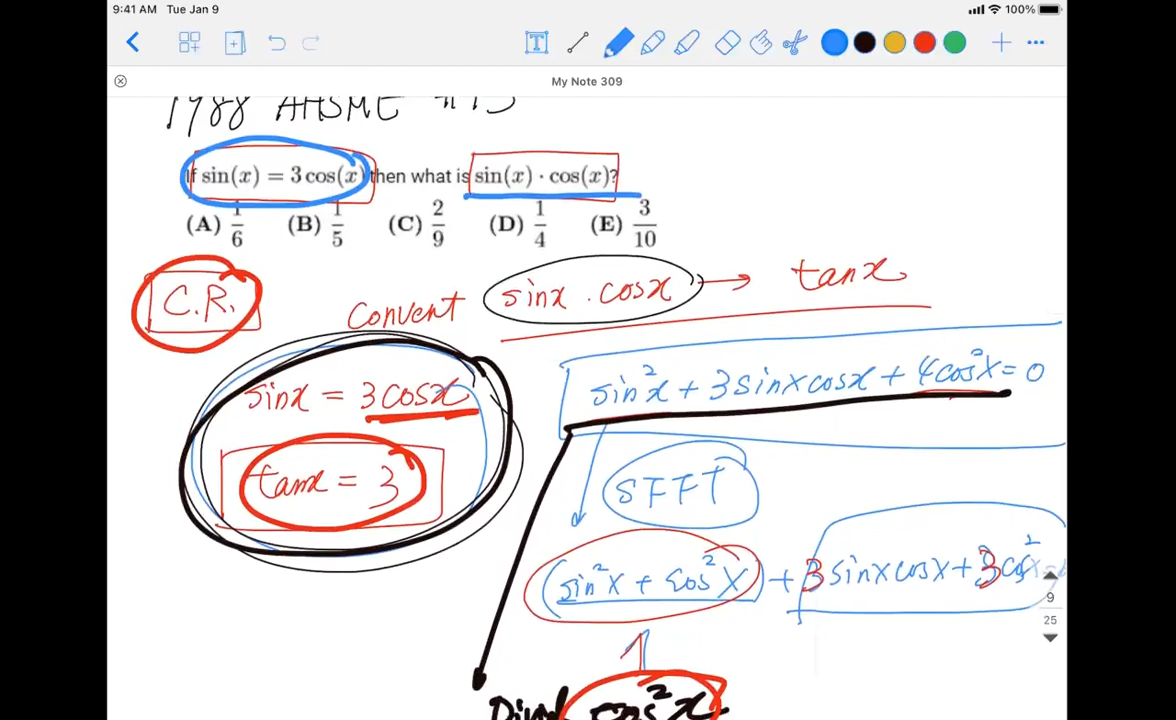 9:41 AM Tue Jan 9
100%
My Note 309
1988 AHSME #13
If sin(x) = 3 cos(x) then what is sin(x) · cos(x)?
(A) 1/6 (B) 1/5 (C) 2/9 (D) 1/4 (E) 3/10
C.R.
Convent sinx . cosx → tanx
sinx = 3cosx
tanx = 3
sin²x + 3sinxcosx + 4cos²x = 0
SFFT
(sin²x + cos²x) + 3sinxcosx + 3cos²x
1
9
25
cos²x